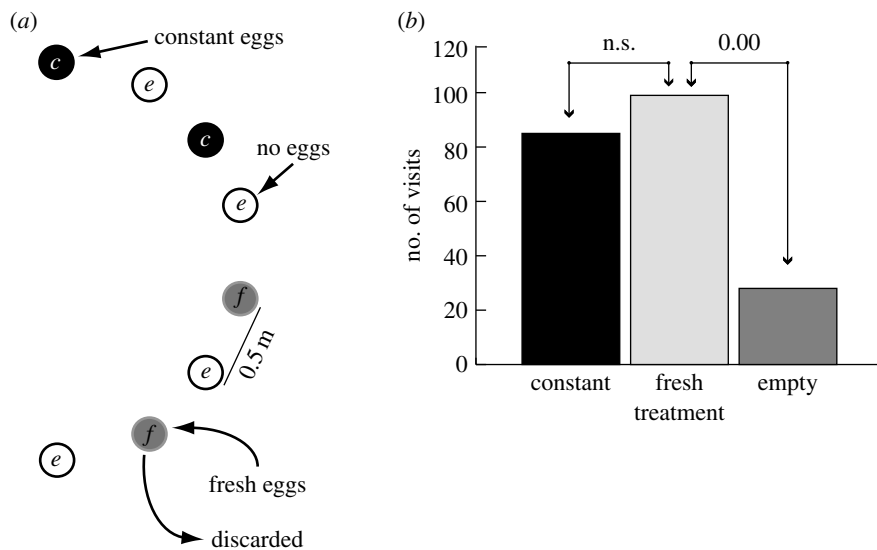 (a)
constant eggs
c
e
c
no eggs
e
f
0.5 m
e
f
e
fresh eggs
discarded
(b)
n.s.
0.00
120
100
80
60
40
20
0
no. of visits
constant
fresh
empty
treatment